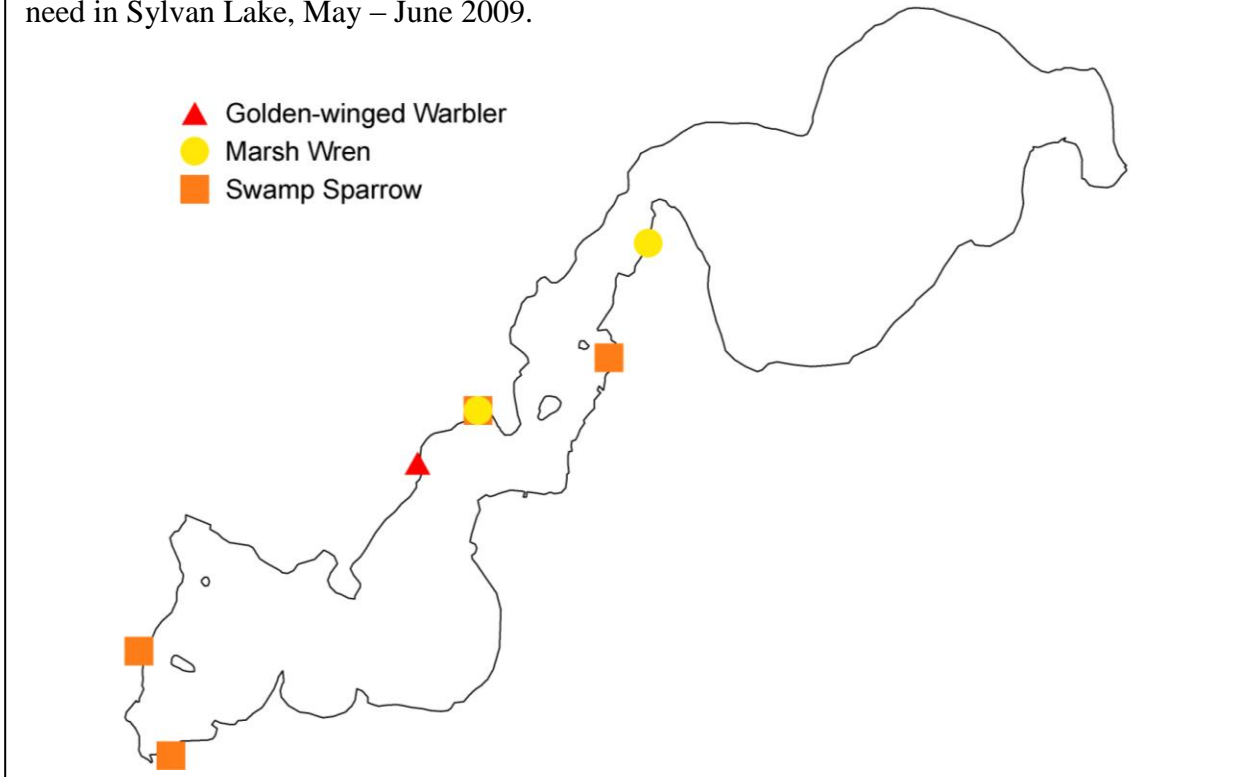 need in Sylvan Lake, May – June 2009.
Golden-winged Warbler
Marsh Wren
Swamp Sparrow